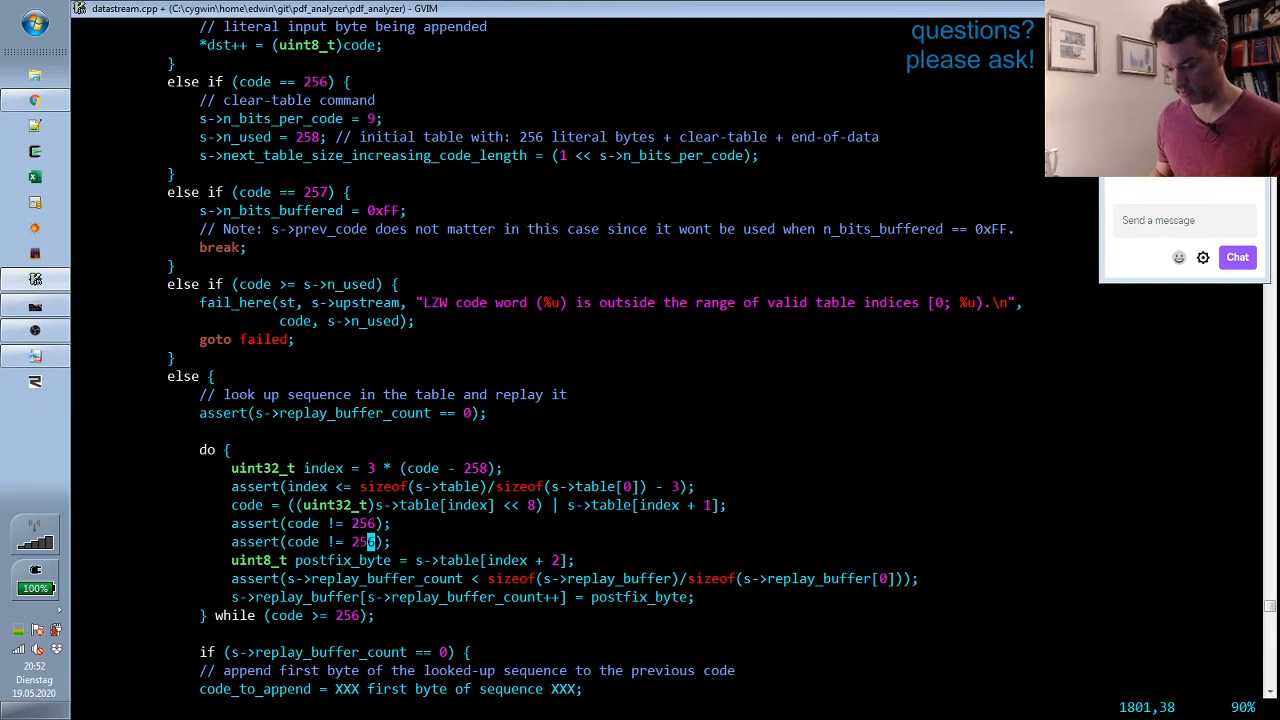 datastream.cpp + (C:\cygwin\home\edwin\git\pdf_analyzer\pdf_analyzer) - GVIM
// literal input byte being appended
*dst++ = (uint8_t)code;
}
else if (code == 256) {
// clear-table command
s->n_bits_per_code = 9;
s->n_used = 258; // initial table with: 256 literal bytes + clear-table + end-of-data
s->next_table_size_increasing_code_length = (1 << s->n_bits_per_code);
}
else if (code == 257) {
s->n_bits_buffered = 0xFF;
// Note: s->prev_code does not matter in this case since it wont be used when n_bits_buffered == 0xFF.
break;
}
else if (code >= s->n_used) {
fail_here(st, s->upstream, "LZW code word (%u) is outside the range of valid table indices [0; %u).\n",
code, s->n_used);
goto failed;
}
else {
// look up sequence in the table and replay it
assert(s->replay_buffer_count == 0);
do {
uint32_t index = 3 * (code - 258);
assert(index <= sizeof(s->table)/sizeof(s->table[0]) - 3);
code = ((uint32_t)s->table[index] << 8) | s->table[index + 1];
assert(code != 256);
assert(code != 256);
uint8_t postfix_byte = s->table[index + 2];
assert(s->replay_buffer_count < sizeof(s->replay_buffer)/sizeof(s->replay_buffer[0]));
s->replay_buffer[s->replay_buffer_count++] = postfix_byte;
} while (code >= 256);
if (s->replay_buffer_count == 0) {
// append first byte of the looked-up sequence to the previous code
code_to_append = XXX first byte of sequence XXX;
1801,38 90%
questions?
please ask!
Send a message
Chat
100%
20:52
Dienstag
19.05.2020